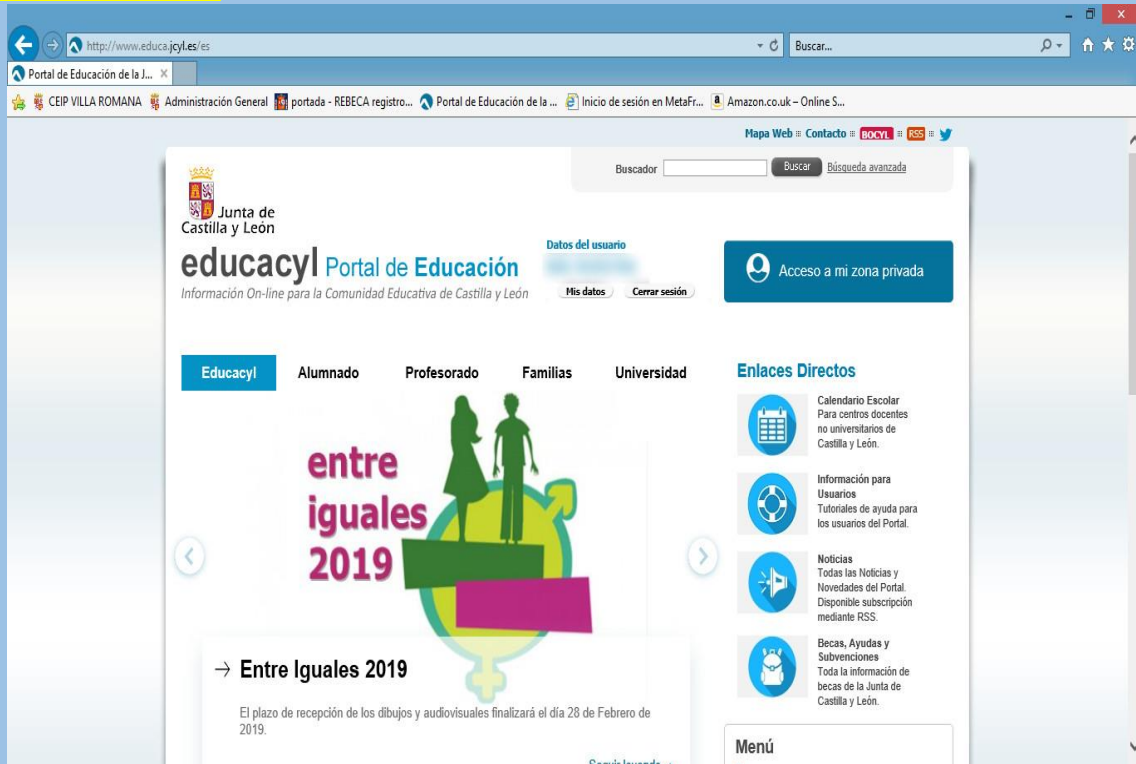 http://www.educa.jcyl.es/es
Buscar...
Portal de Educación de la J...
CEIP VILLA ROMANA Administración General portada - REBECA registro... Portal de Educación de la ... Inicio de sesión en MetaFr... Amazon.co.uk – Online S...
Mapa Web Contacto BOCYL RSS
Buscador Buscar Búsqueda avanzada
Junta de
Castilla y León
educacyl Portal de Educación
Información On-line para la Comunidad Educativa de Castilla y León
Datos del usuario
Mis datos Cerrar sesión
Acceso a mi zona privada
Educacyl Alumnado Profesorado Familias Universidad
entre
iguales
2019
→ Entre Iguales 2019
El plazo de recepción de los dibujos y audiovisuales finalizará el día 28 de Febrero de
2019.
Seguir leyendo
Enlaces Directos
Calendario Escolar
Para centros docentes
no universitarios de
Castilla y León.
Información para
Usuarios
Tutoriales de ayuda para
los usuarios del Portal.
Noticias
Todas las Noticias y
Novedades del Portal.
Disponible subscripción
mediante RSS.
Becas, Ayudas y
Subvenciones
Toda la información de
becas de la Junta de
Castilla y León.
Menú